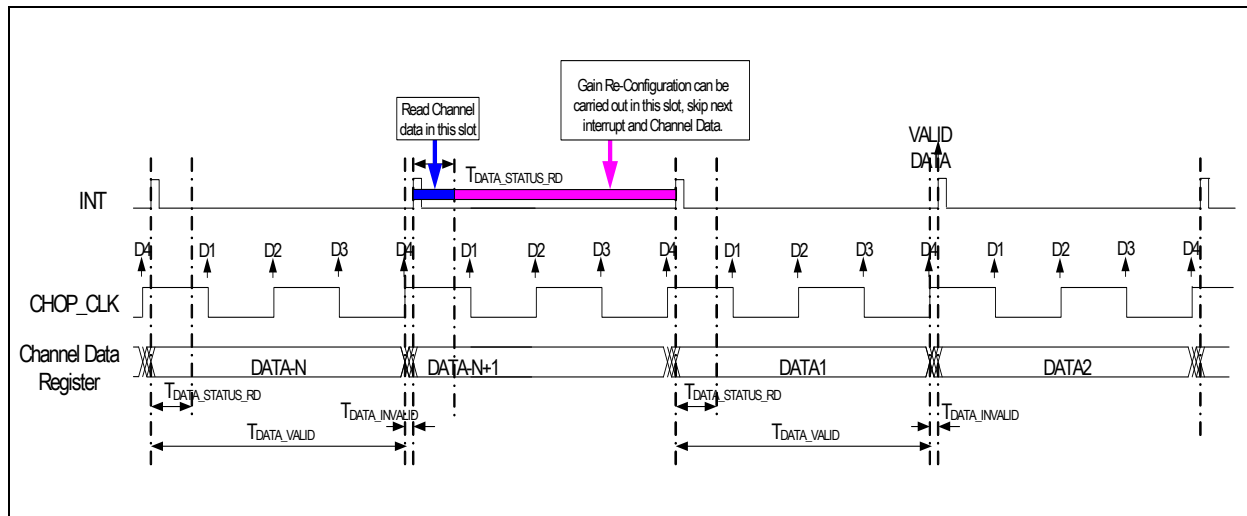 Read Channel
data in this slot
Gain Re-Configuration can be
carried out in this slot, skip next
interrupt and Channel Data.
VALID
DATA
TDATA_STATUS_RD
INT
D4 D1 D2 D3 D4 D1 D2 D3 D4 D1 D2 D3 D4 D1 D2 D3 D4
CHOP_CLK
Channel Data
Register
DATA-N DATA-N+1 DATA1 DATA2
TDATA_STATUS_RD TDATA_STATUS_RD
TDATA_INVALID TDATA_INVALID
TDATA_VALID TDATA_VALID